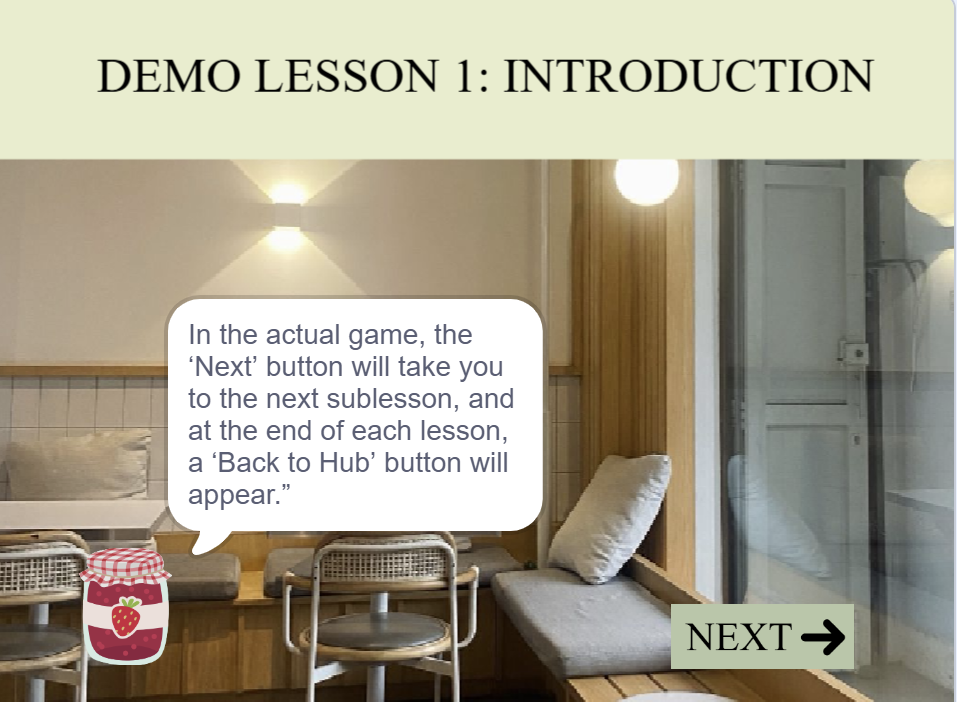 DEMO LESSON 1: INTRODUCTION
In the actual game, the
‘Next’ button will take you
to the next sublesson, and
at the end of each lesson,
a ‘Back to Hub’ button will
appear.”
NEXT